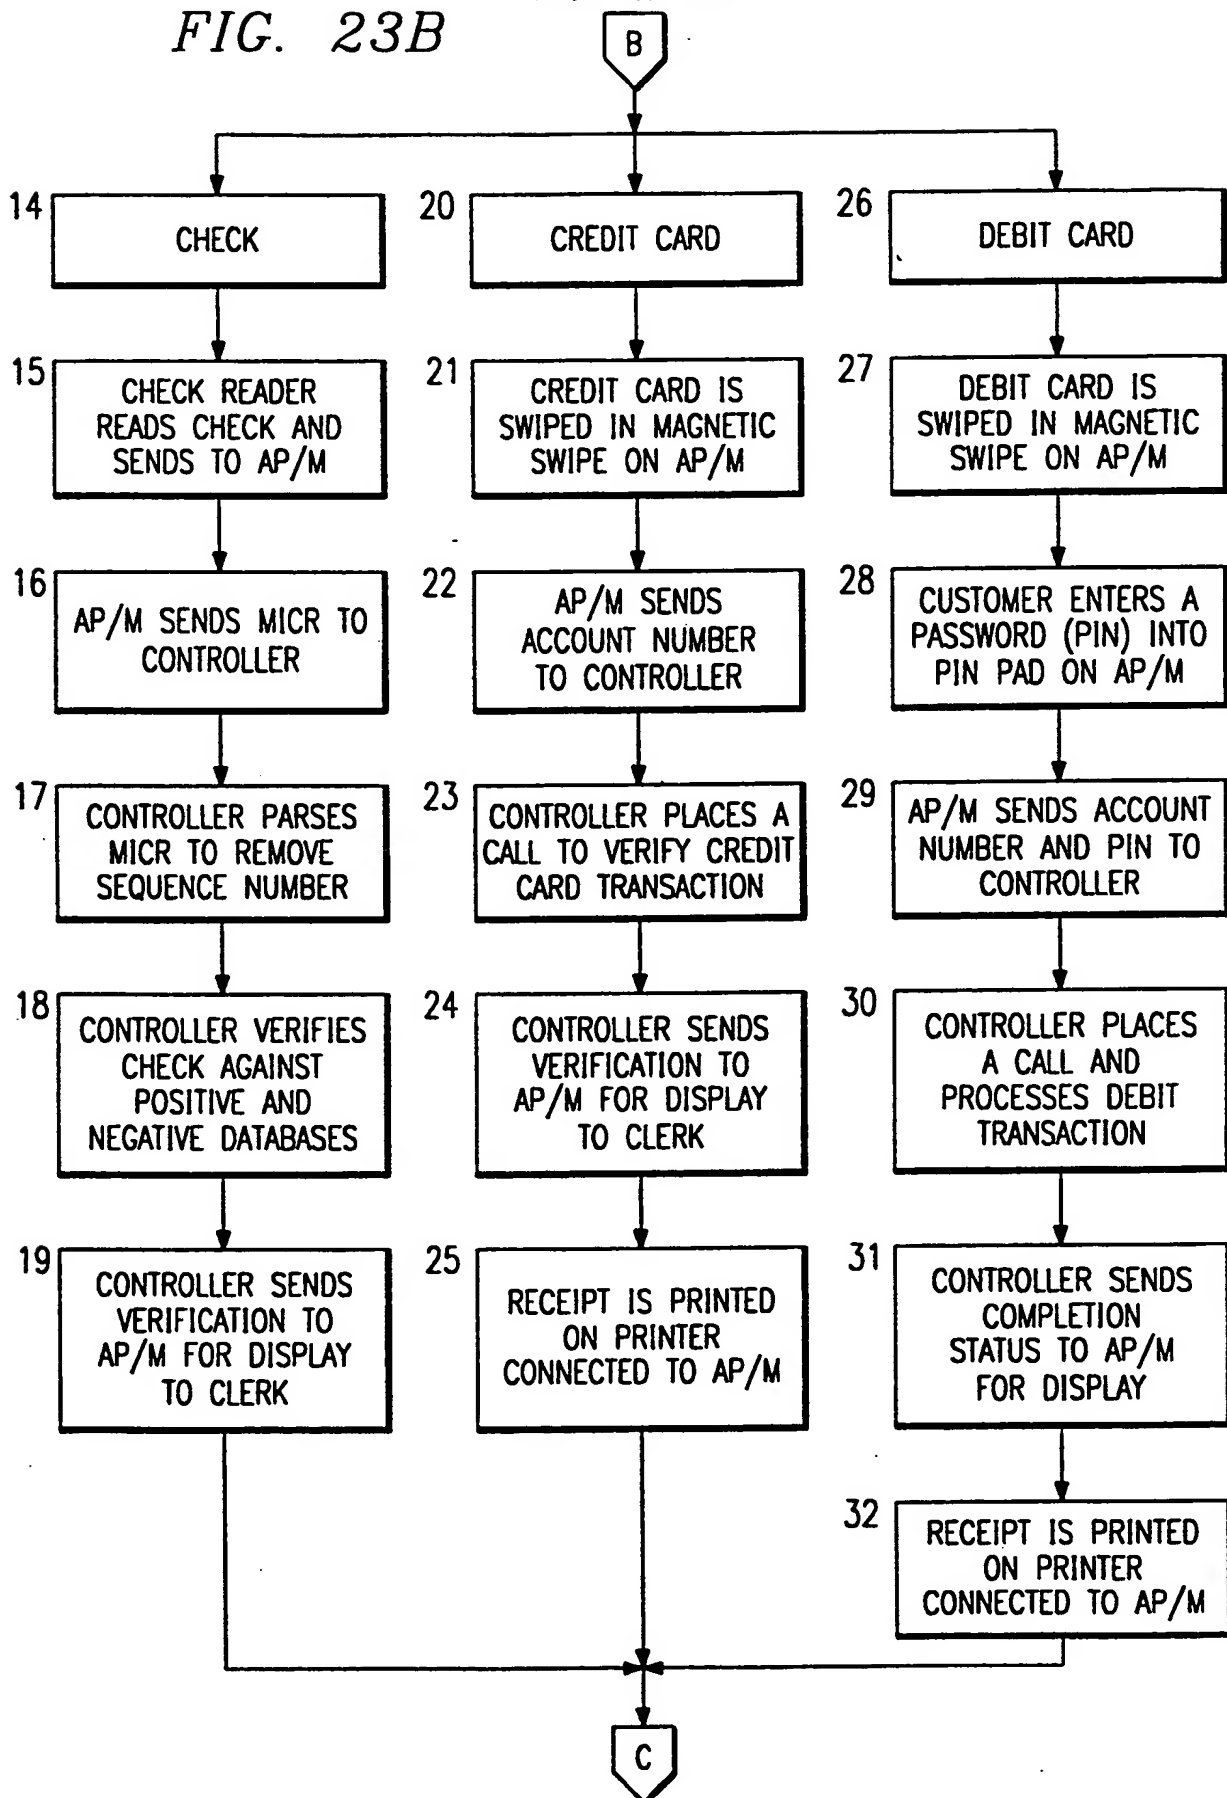 FIG. 23B
B
14
CHECK
15
CHECK READER
READS CHECK AND
SENDS TO AP/M
16
AP/M SENDS MICR TO
CONTROLLER
17
CONTROLLER PARSES
MICR TO REMOVE
SEQUENCE NUMBER
18
CONTROLLER VERIFIES
CHECK AGAINST
POSITIVE AND
NEGATIVE DATABASES
19
CONTROLLER SENDS
VERIFICATION TO
AP/M FOR DISPLAY
TO CLERK
20
CREDIT CARD
21
CREDIT CARD IS
SWIPED IN MAGNETIC
SWIPE ON AP/M
22
AP/M SENDS
ACCOUNT NUMBER
TO CONTROLLER
23
CONTROLLER PLACES A
CALL TO VERIFY CREDIT
CARD TRANSACTION
24
CONTROLLER SENDS
VERIFICATION TO
AP/M FOR DISPLAY
TO CLERK
25
RECEIPT IS PRINTED
ON PRINTER
CONNECTED TO AP/M
26
DEBIT CARD
27
DEBIT CARD IS
SWIPED IN MAGNETIC
SWIPE ON AP/M
28
CUSTOMER ENTERS A
PASSWORD (PIN) INTO
PIN PAD ON AP/M
29
AP/M SENDS ACCOUNT
NUMBER AND PIN TO
CONTROLLER
30
CONTROLLER PLACES
A CALL AND
PROCESSES DEBIT
TRANSACTION
31
CONTROLLER SENDS
COMPLETION
STATUS TO AP/M
FOR DISPLAY
32
RECEIPT IS PRINTED
ON PRINTER
CONNECTED TO AP/M
C